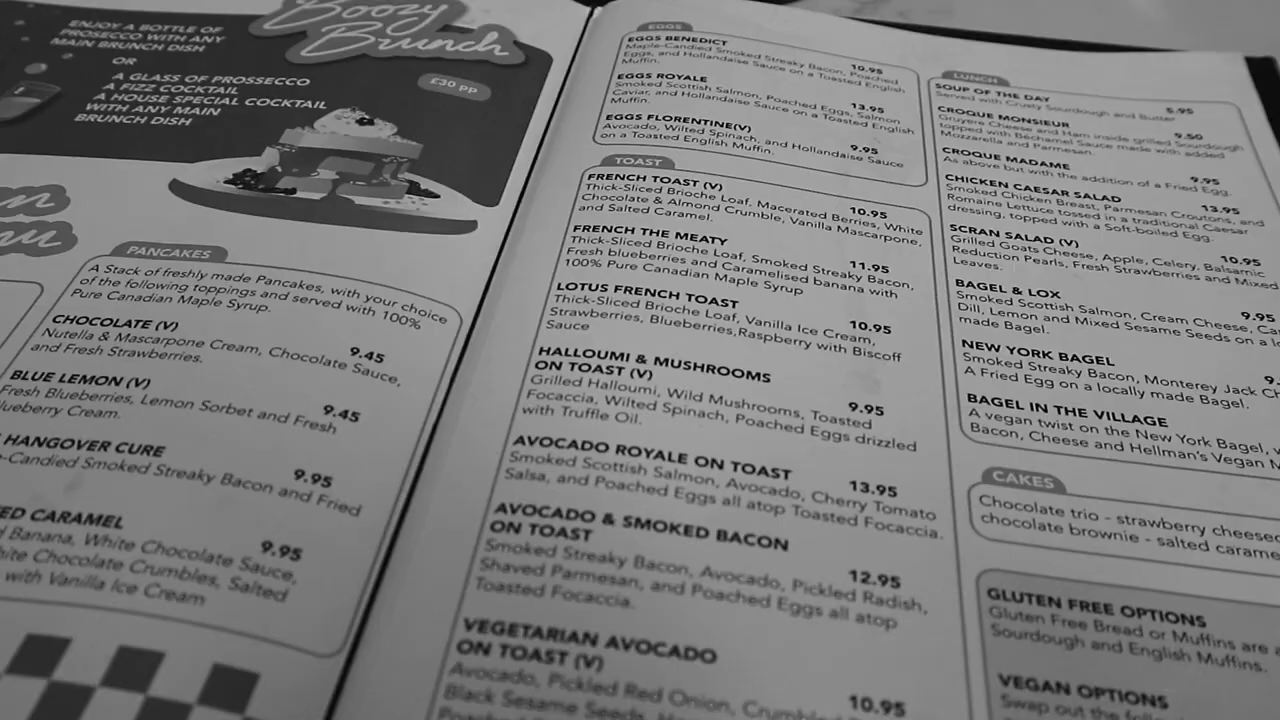 Boozy
Brunch
ENJOY A BOTTLE OF
PROSECCO WITH ANY
MAIN BRUNCH DISH
OR
A GLASS OF PROSSECCO
A FIZZ COCKTAIL
A HOUSE SPECIAL COCKTAIL
WITH ANY MAIN
BRUNCH DISH
£30 pp
PANCAKES
A Stack of freshly made Pancakes, with your choice
of the following toppings and served with 100%
Pure Canadian Maple Syrup.
CHOCOLATE (V)
9.45
Nutella & Mascarpone Cream, Chocolate Sauce,
and Fresh Strawberries.
BLUE LEMON (V)
9.45
Fresh Blueberries, Lemon Sorbet and Fresh
Blueberry Cream.
HANGOVER CURE
9.95
-Candied Smoked Streaky Bacon and Fried
ED CARAMEL
9.95
Banana, White Chocolate Sauce,
hite Chocolate Crumbles, Salted
with Vanilla Ice Cream
EGGS
EGGS BENEDICT
10.95
Maple-Candied Smoked Streaky Bacon, Poached
Eggs, and Hollandaise Sauce on a Toasted English
Muffin.
EGGS ROYALE
13.95
Smoked Scottish Salmon, Poached Eggs, Salmon
Caviar, and Hollandaise Sauce on a Toasted English
Muffin.
EGGS FLORENTINE(V)
9.95
Avocado, Wilted Spinach, and Hollandaise Sauce
on a Toasted English Muffin.
TOAST
FRENCH TOAST (V)
10.95
Thick-Sliced Brioche Loaf, Macerated Berries, White
Chocolate & Almond Crumble, Vanilla Mascarpone,
and Salted Caramel.
FRENCH THE MEATY
11.95
Thick-Sliced Brioche Loaf, Smoked Streaky Bacon,
Fresh blueberries and Caramelised banana with
100% Pure Canadian Maple Syrup
LOTUS FRENCH TOAST
10.95
Thick-Sliced Brioche Loaf, Vanilla Ice Cream,
Strawberries, Blueberries,Raspberry with Biscoff
Sauce
HALLOUMI & MUSHROOMS
ON TOAST (V)
9.95
Grilled Halloumi, Wild Mushrooms, Toasted
Focaccia, Wilted Spinach, Poached Eggs drizzled
with Truffle Oil.
AVOCADO ROYALE ON TOAST
13.95
Smoked Scottish Salmon, Avocado, Cherry Tomato
Salsa, and Poached Eggs all atop Toasted Focaccia.
AVOCADO & SMOKED BACON
ON TOAST
12.95
Smoked Streaky Bacon, Avocado, Pickled Radish,
Shaved Parmesan, and Poached Eggs all atop
Toasted Focaccia.
VEGETARIAN AVOCADO
ON TOAST (V)
10.95
Avocado, Pickled Red Onion, Crumbled
Black Sesame Seeds,
LUNCH
SOUP OF THE DAY
5.95
Served with Crusty Sourdough and Butter
CROQUE MONSIEUR
9.50
Gruyere Cheese and Ham inside grilled Sourdough
topped with Béchamel Sauce made with added
Mozzarella and Parmesan.
CROQUE MADAME
9.95
As above but with the addition of a Fried Egg.
CHICKEN CAESAR SALAD
13.95
Smoked Chicken Breast, Parmesan Croutons, and
Romaine Lettuce tossed in a traditional Caesar
dressing, topped with a Soft-boiled Egg.
SCRAN SALAD (V)
10.95
Grilled Goats Cheese, Apple, Celery, Balsamic
Reduction Pearls, Fresh Strawberries and Mixed
Leaves.
BAGEL & LOX
9.95
Smoked Scottish Salmon, Cream Cheese, Ca
Dill, Lemon and Mixed Sesame Seeds on a lo
made Bagel.
NEW YORK BAGEL
9.
Smoked Streaky Bacon, Monterey Jack Ch
A Fried Egg on a locally made Bagel.
BAGEL IN THE VILLAGE
A vegan twist on the New York Bagel, w
Bacon, Cheese and Hellman's Vegan M
CAKES
Chocolate trio - strawberry cheesec
chocolate brownie - salted carame
GLUTEN FREE OPTIONS
Gluten Free Bread or Muffins are a
Sourdough and English Muffins.
VEGAN OPTIONS
Swap out the